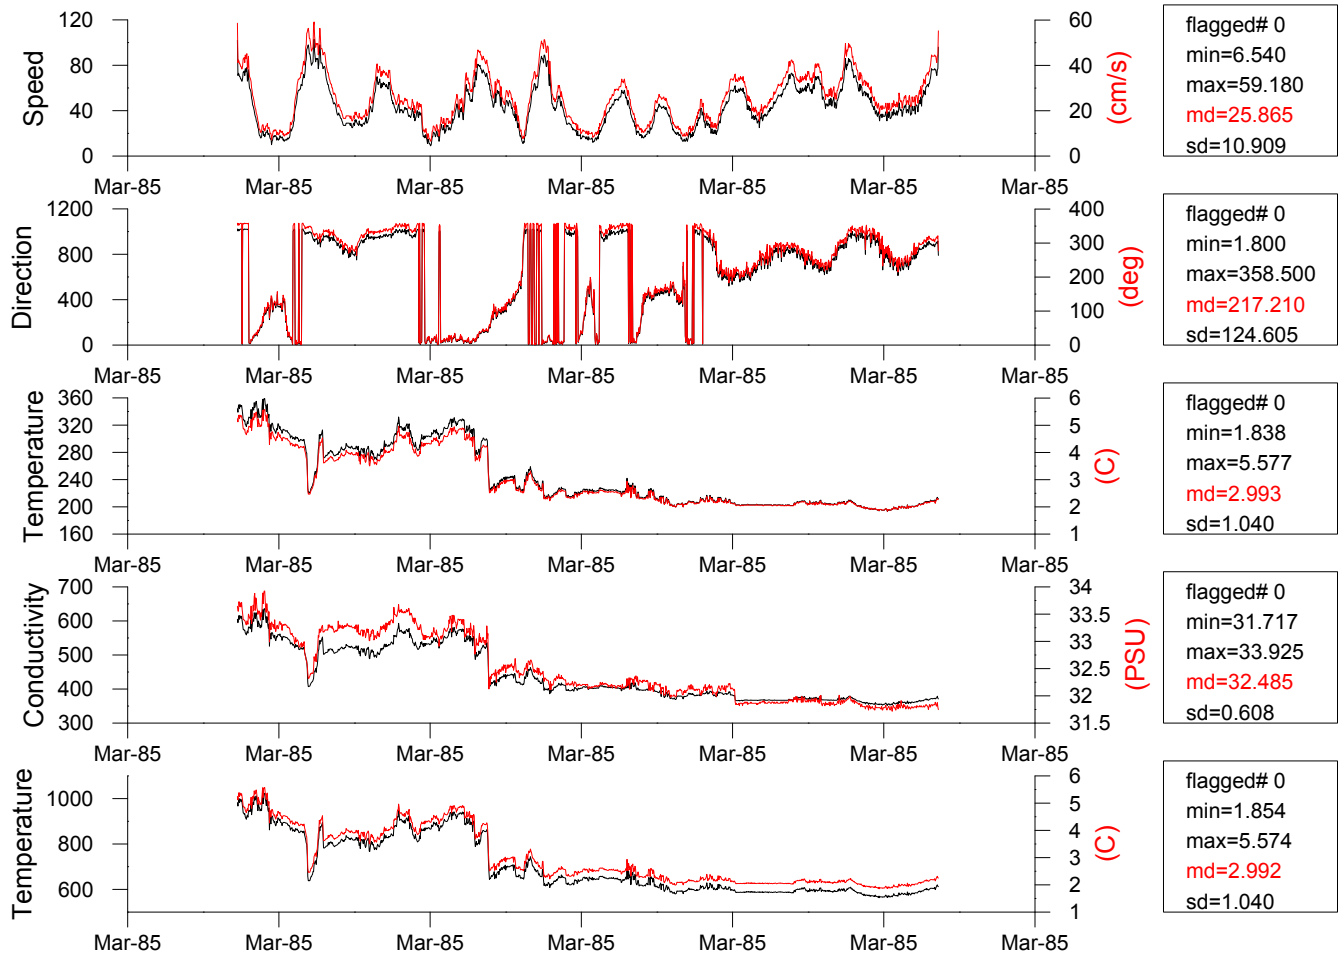 Speed
120
80
40
0
60
40
20
0
(cm/s)
Mar-85 Mar-85 Mar-85 Mar-85 Mar-85 Mar-85 Mar-85
flagged# 0
min=6.540
max=59.180
md=25.865
sd=10.909
Direction
1200
800
400
0
400
300
200
100
0
(deg)
Mar-85 Mar-85 Mar-85 Mar-85 Mar-85 Mar-85 Mar-85
flagged# 0
min=1.800
max=358.500
md=217.210
sd=124.605
Temperature
360
320
280
240
200
160
6
5
4
3
2
1
(C)
Mar-85 Mar-85 Mar-85 Mar-85 Mar-85 Mar-85 Mar-85
flagged# 0
min=1.838
max=5.577
md=2.993
sd=1.040
Conductivity
700
600
500
400
300
34
33.5
33
32.5
32
31.5
(PSU)
Mar-85 Mar-85 Mar-85 Mar-85 Mar-85 Mar-85 Mar-85
flagged# 0
min=31.717
max=33.925
md=32.485
sd=0.608
Temperature
1000
800
600
6
5
4
3
2
1
(C)
Mar-85 Mar-85 Mar-85 Mar-85 Mar-85 Mar-85 Mar-85
flagged# 0
min=1.854
max=5.574
md=2.992
sd=1.040